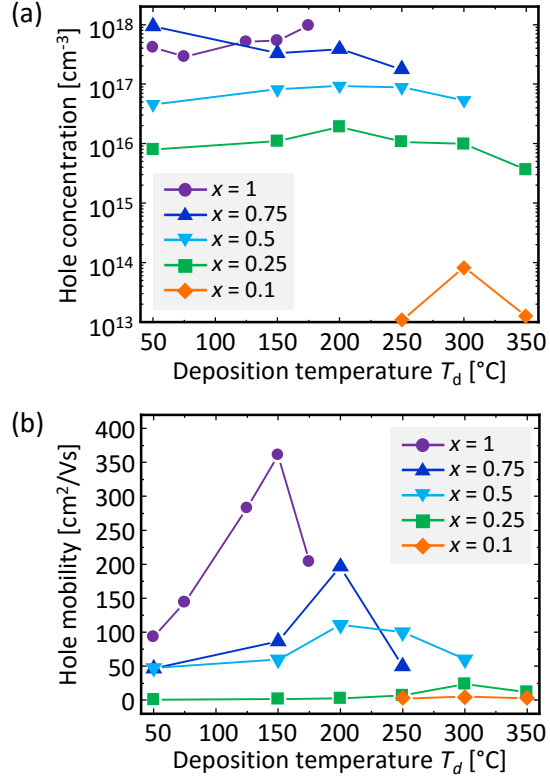 (a)
Hole concentration [cm⁻³]
10¹⁸
10¹⁷
10¹⁶
10¹⁵
10¹⁴
10¹³
x = 1
x = 0.75
x = 0.5
x = 0.25
x = 0.1
50 100 150 200 250 300 350
Deposition temperature T_d [°C]
(b)
Hole mobility [cm²/Vs]
400
350
300
250
200
150
100
50
0
x = 1
x = 0.75
x = 0.5
x = 0.25
x = 0.1
50 100 150 200 250 300 350
Deposition temperature T_d [°C]